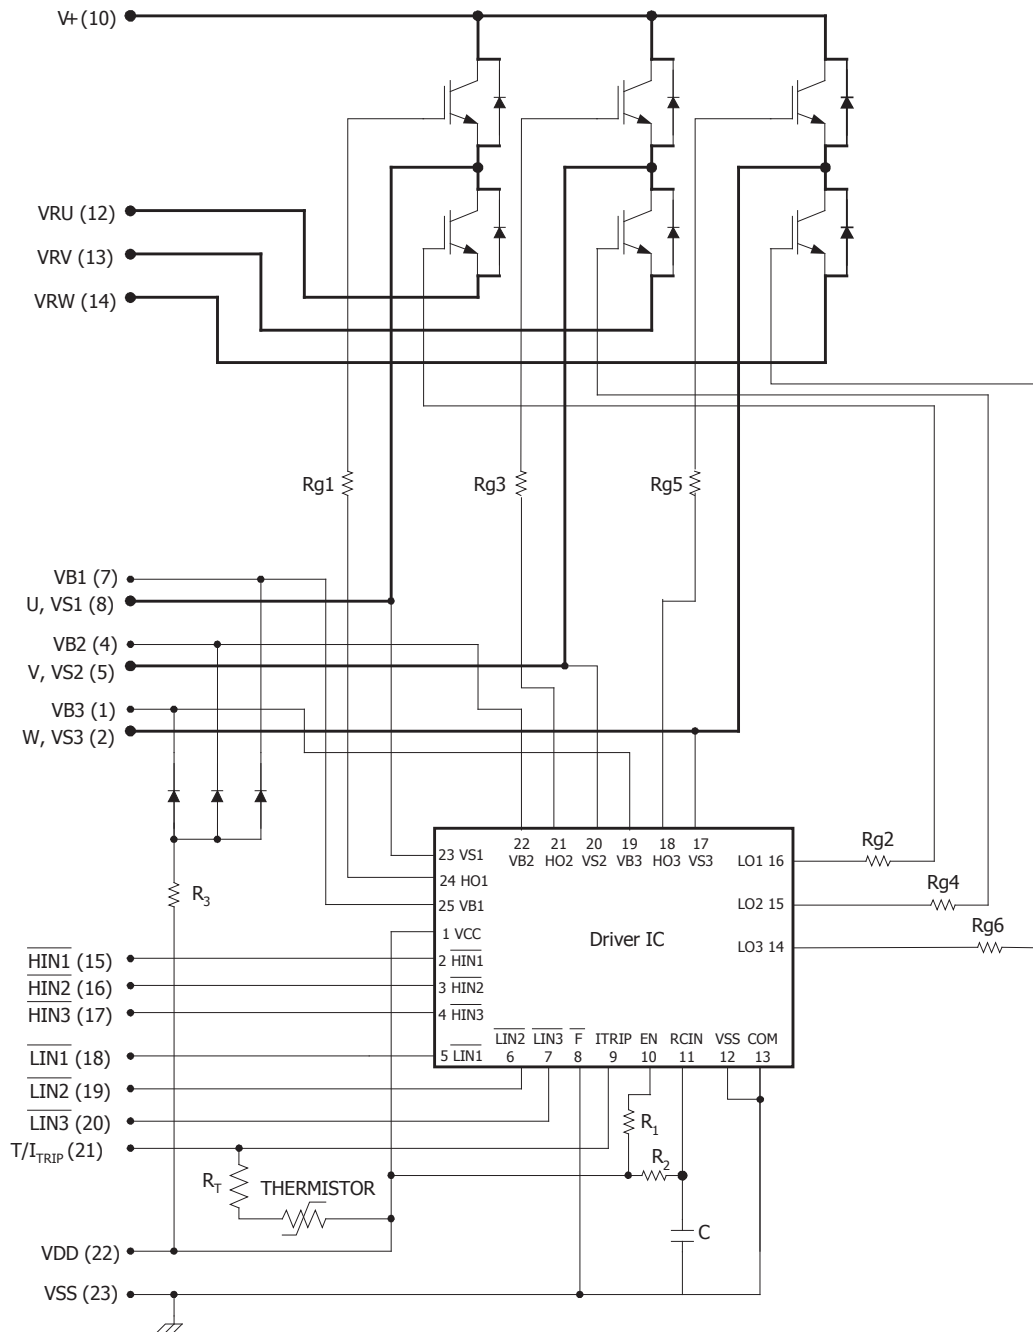 V+ (10)
VRU (12)
VRV (13)
VRW (14)
Rg1
Rg3
Rg5
VB1 (7)
U, VS1 (8)
VB2 (4)
V, VS2 (5)
VB3 (1)
W, VS3 (2)
22 21 20 19 18 17
VB2 HO2 VS2 VB3 HO3 VS3
23 VS1
24 HO1
25 VB1
1 VCC
2 HIN1
3 HIN2
4 HIN3
5 LIN1
LO1 16
LO2 15
LO3 14
Driver IC
Rg2
Rg4
Rg6
R3
HIN1 (15)
HIN2 (16)
HIN3 (17)
LIN1 (18)
LIN2 (19)
LIN3 (20)
T/ITRIP (21)
LIN2 LIN3 F ITRIP EN RCIN VSS COM
6 7 8 9 10 11 12 13
R1
R2
RT
THERMISTOR
C
VDD (22)
VSS (23)